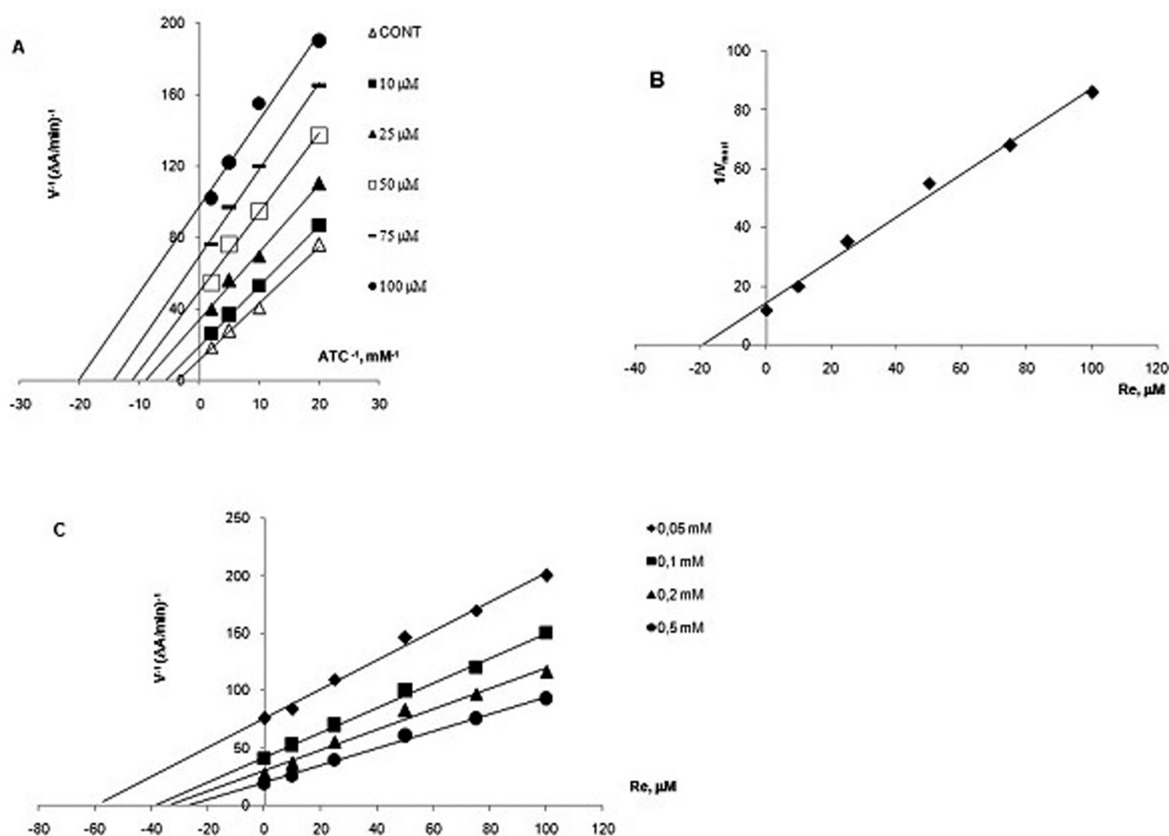 A
V-1 (ΔA/min)-1
200
160
120
80
40
0
-30 -20 -10 0 10 20 30
ATC -1, mM-1
CONT
10 μM
25 μM
50 μM
75 μM
100 μM
B
1/Vmaxi
100
80
60
40
20
0
-40 -20 0 20 40 60 80 100 120
Re, μM
C
V-1 (ΔA/min)-1
250
200
150
100
50
0
-80 -60 -40 -20 0 20 40 60 80 100 120
Re, μM
0,05 mM
0,1 mM
0,2 mM
0,5 mM